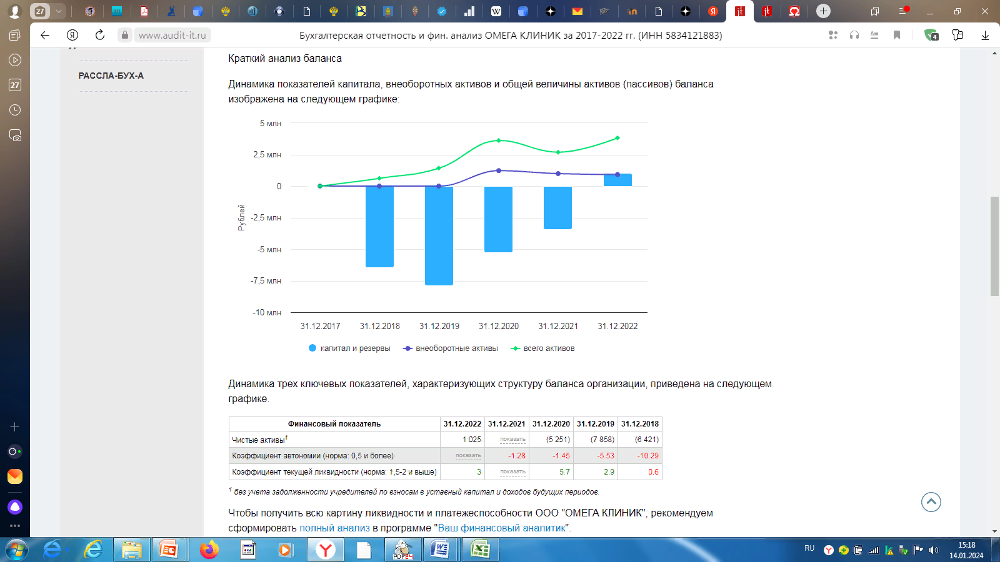 27
www.audit-it.ru
Бухгалтерская отчетность и фин. анализ ОМЕГА КЛИНИК за 2017-2022 гг. (ИНН 5834121883)
4
27
РАССЛА-БУХ-А
Краткий анализ баланса
Динамика показателей капитала, внеоборотных активов и общей величины активов (пассивов) баланса
изображена на следующем графике:
5 млн
2,5 млн
0
-2,5 млн
-5 млн
-7,5 млн
-10 млн
Рублей
31.12.2017 31.12.2018 31.12.2019 31.12.2020 31.12.2021 31.12.2022
капитал и резервы внеоборотные активы всего активов
Динамика трех ключевых показателей, характеризующих структуру баланса организации, приведена на следующем
графике.
Финансовый показатель 31.12.2022 31.12.2021 31.12.2020 31.12.2019 31.12.2018
Чистые активы1 1 025 показать (5 251) (7 858) (6 421)
Коэффициент автономии (норма: 0,5 и более) показать -1.28 -1.45 -5.53 -10.29
Коэффициент текущей ликвидности (норма: 1,5-2 и выше) 3 показать 5.7 2.9 0.6
1 без учета задолженности учредителей по взносам в уставный капитал и доходов будущих периодов.
Чтобы получить всю картину ликвидности и платежеспособности ООО "ОМЕГА КЛИНИК", рекомендуем
сформировать полный анализ в программе "Ваш финансовый аналитик".
PDF24
RU
15:18
14.01.2024